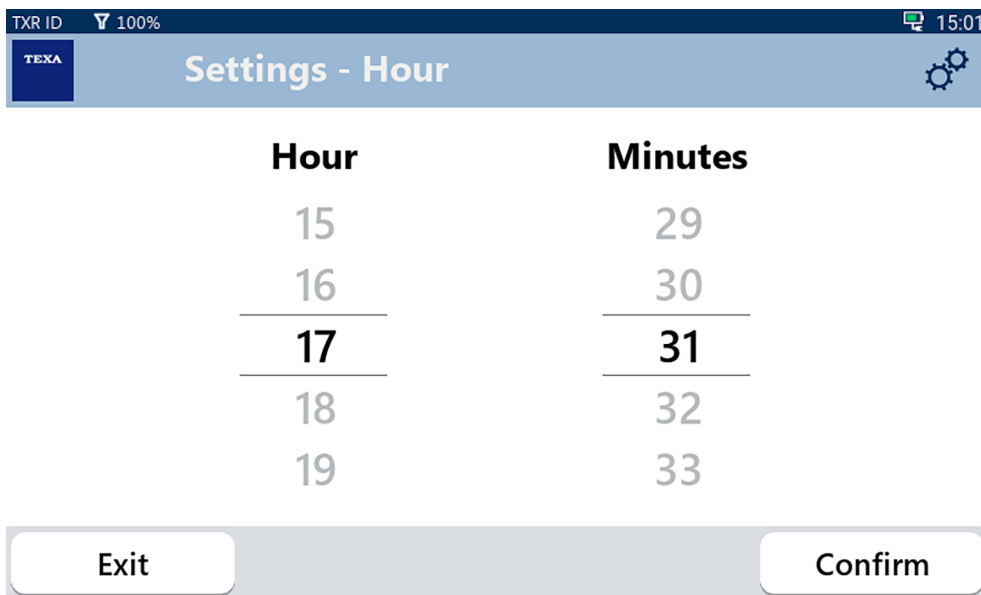 TXR ID 100% 15:01
TEXA Settings - Hour
Hour Minutes
15 29
16 30
17 31
18 32
19 33
Exit Confirm